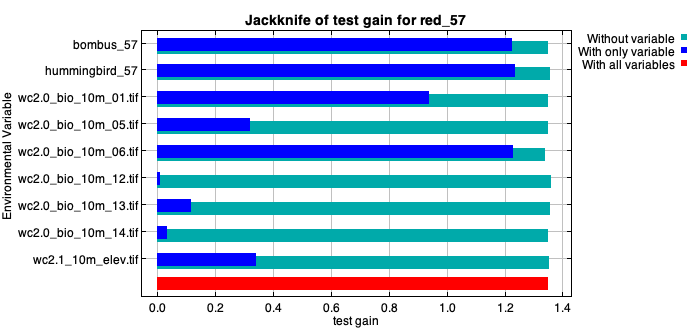 Jackknife of test gain for red_57
Without variable
With only variable
With all variables
Environmental Variable
bombus_57
hummingbird_57
wc2.0_bio_10m_01.tif
wc2.0_bio_10m_05.tif
wc2.0_bio_10m_06.tif
wc2.0_bio_10m_12.tif
wc2.0_bio_10m_13.tif
wc2.0_bio_10m_14.tif
wc2.1_10m_elev.tif
0.0 0.2 0.4 0.6 0.8 1.0 1.2 1.4
test gain